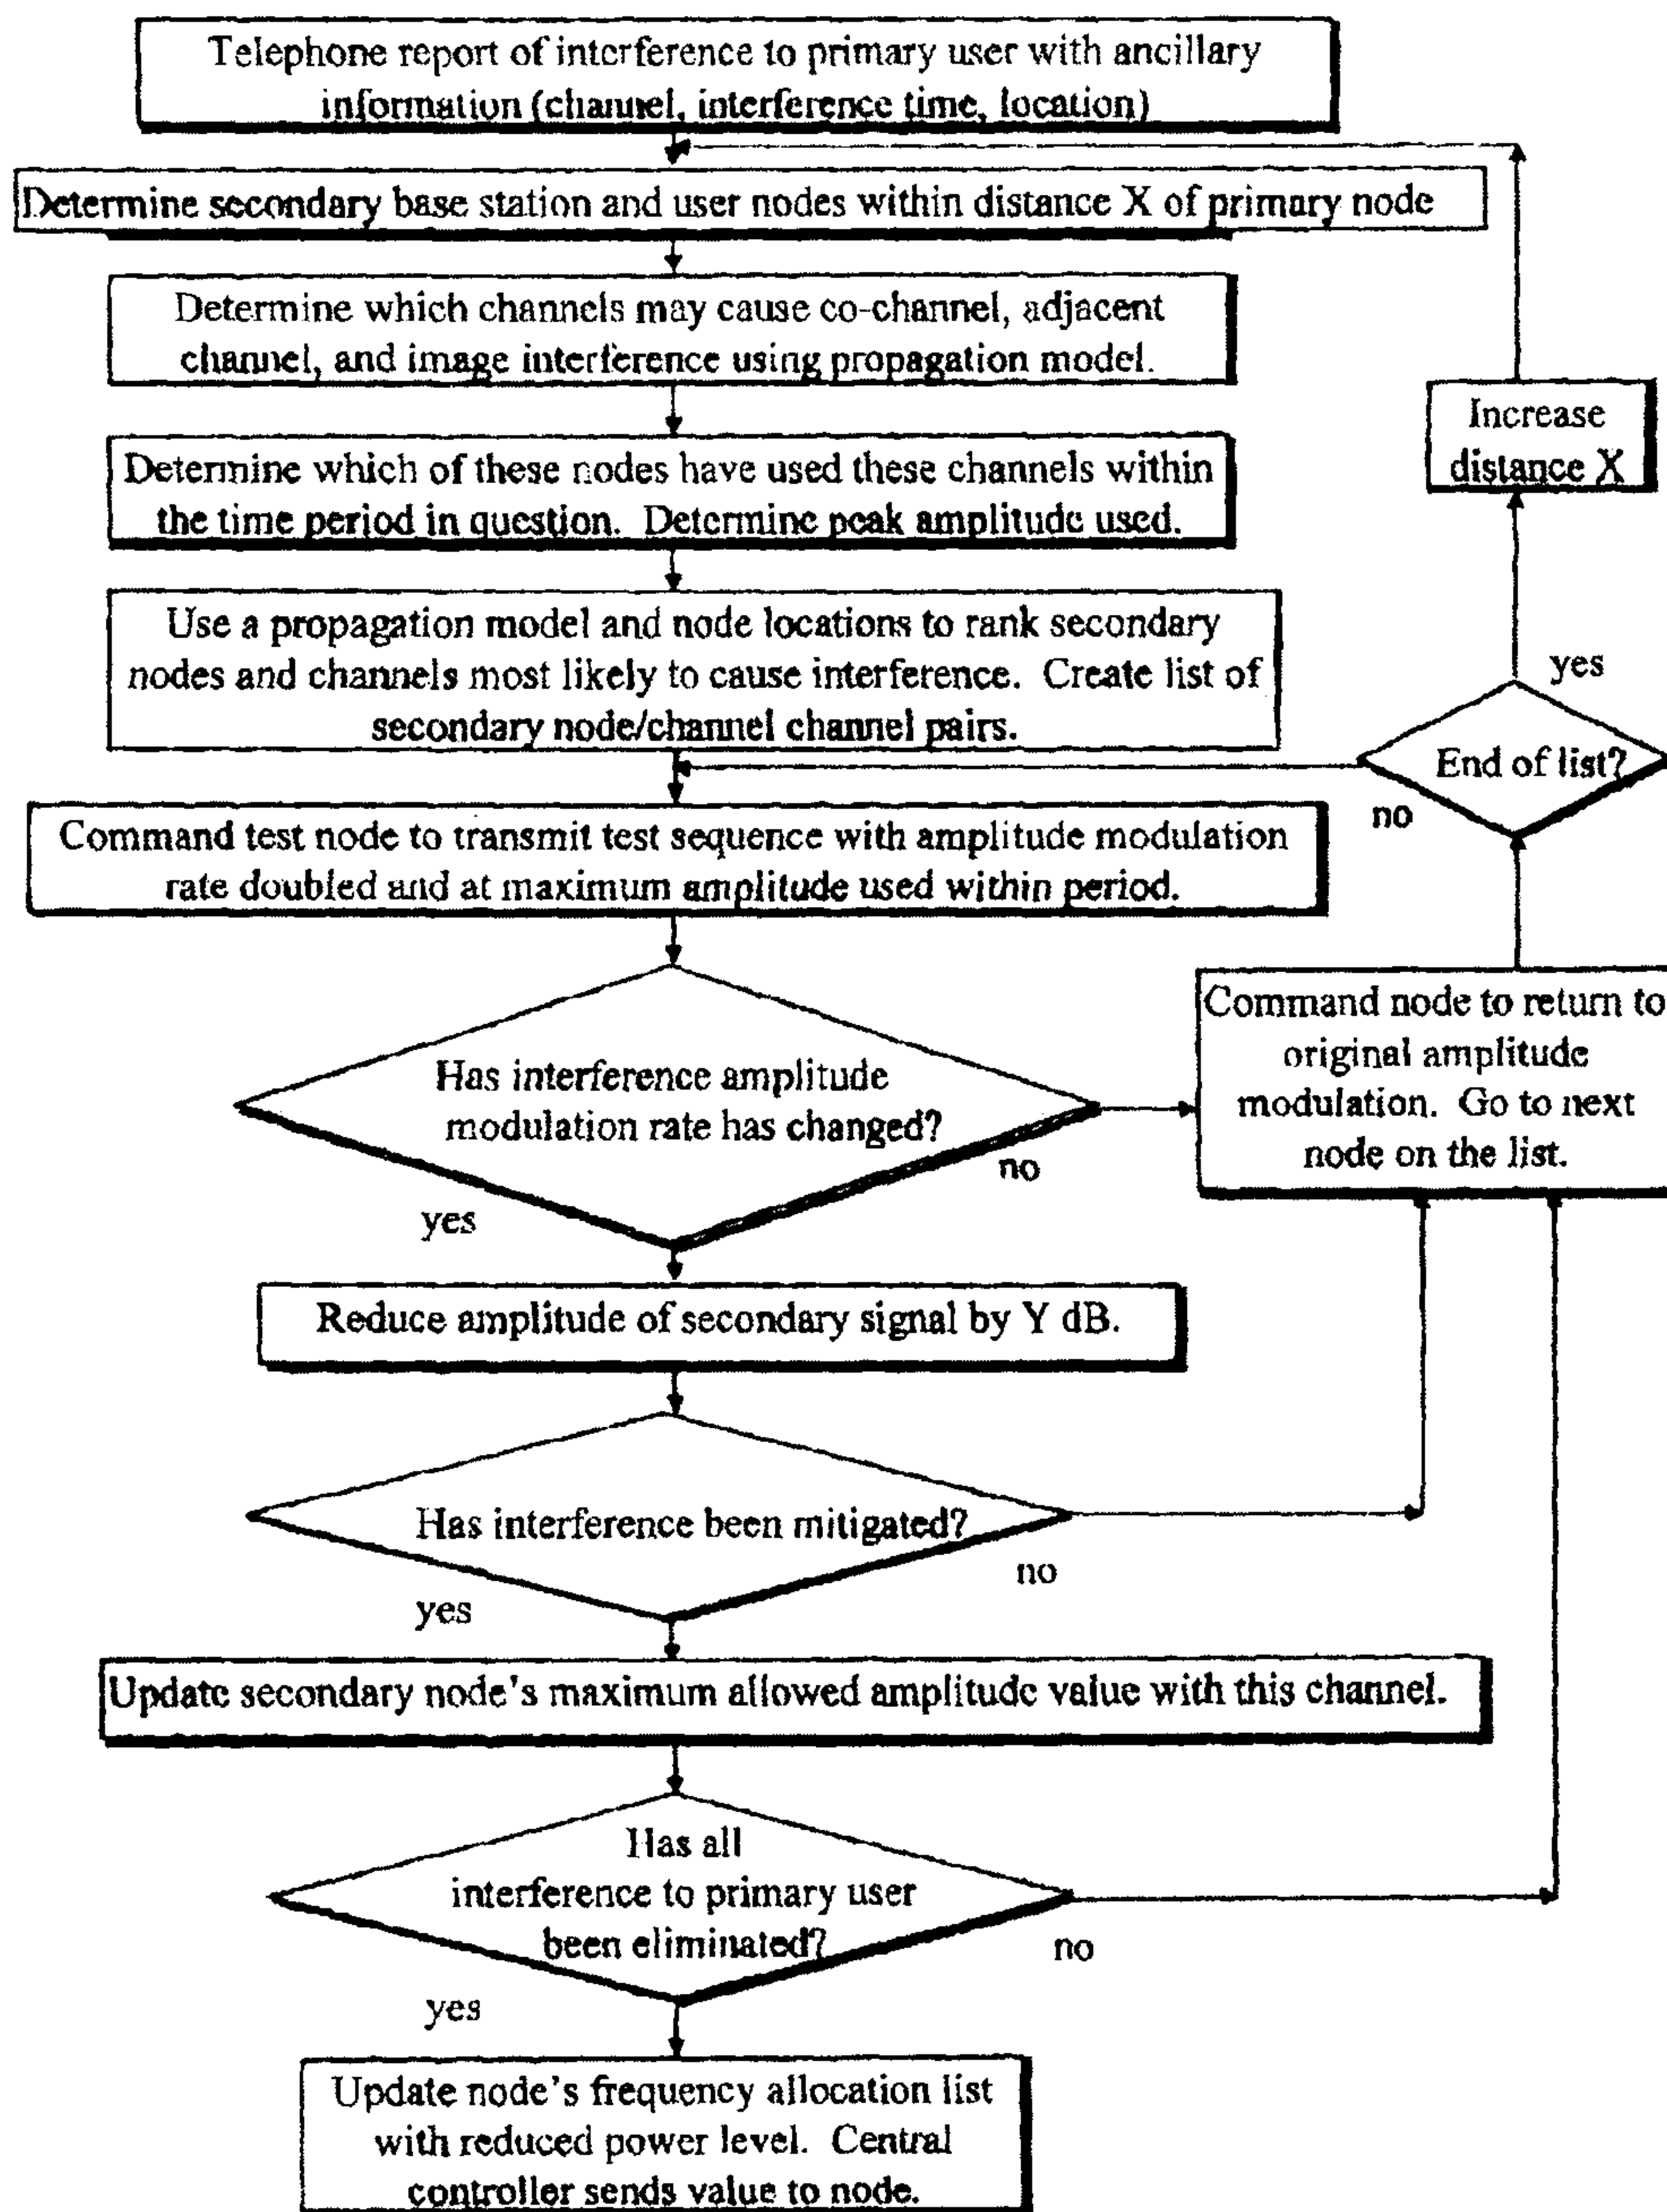 Telephone report of interference to primary user with ancillary
information (channel, interference time, location)
Determine secondary base station and user nodes within distance X of primary node
Determine which channels may cause co-channel, adjacent
channel, and image interference using propagation model.
Increase
distance X
Determine which of these nodes have used these channels within
the time period in question. Determine peak amplitude used.
Use a propagation model and node locations to rank secondary
nodes and channels most likely to cause interference. Create list of
secondary node/channel channel pairs.
yes
End of list?
no
Command test node to transmit test sequence with amplitude modulation
rate doubled and at maximum amplitude used within period.
Command node to return to
original amplitude
modulation. Go to next
node on the list.
Has interference amplitude
modulation rate has changed?
no
yes
Reduce amplitude of secondary signal by Y dB.
Has interference been mitigated?
no
yes
Update secondary node's maximum allowed amplitude value with this channel.
Has all
interference to primary user
been eliminated?
no
yes
Update node's frequency allocation list
with reduced power level. Central
controller sends value to node.